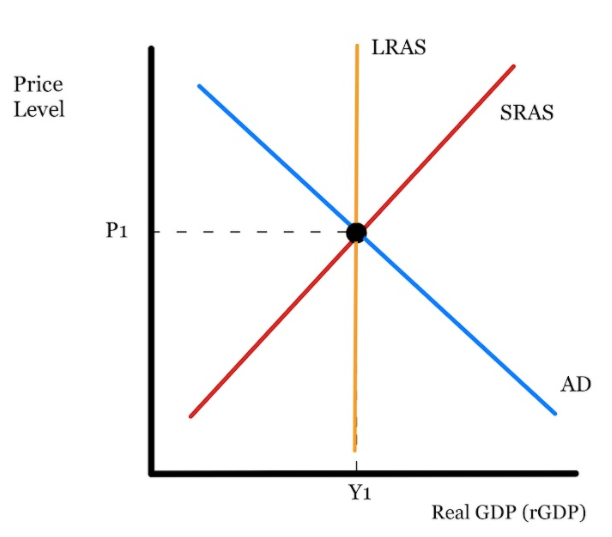 LRAS
Price
Level
SRAS
P1
AD
Y1
Real GDP (rGDP)